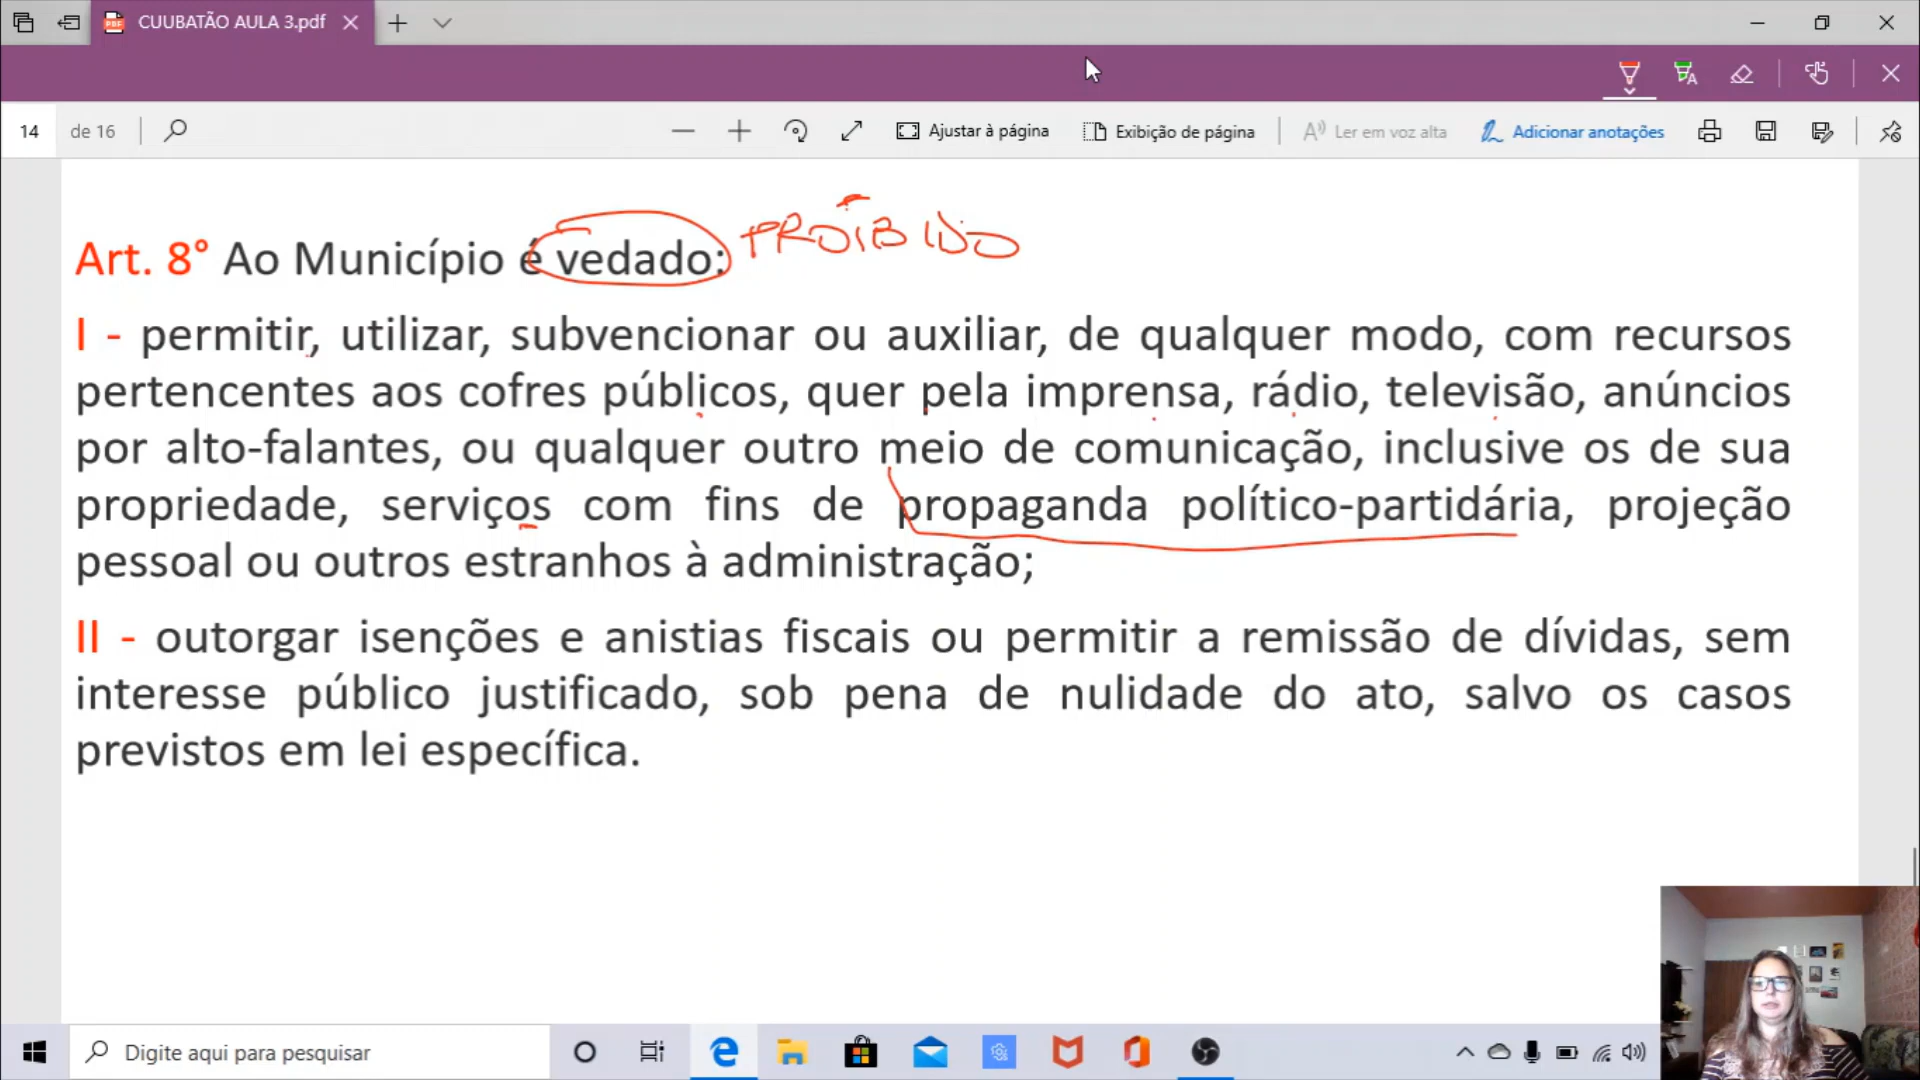 CUUBATÃO AULA 3.pdf
14 de 16
Ajustar à página
Exibição de página
Ler em voz alta
Adicionar anotações
PROIBIDO
Art. 8° Ao Município é vedado:
I - permitir, utilizar, subvencionar ou auxiliar, de qualquer modo, com recursos
pertencentes aos cofres públicos, quer pela imprensa, rádio, televisão, anúncios
por alto-falantes, ou qualquer outro meio de comunicação, inclusive os de sua
propriedade, serviços com fins de propaganda político-partidária, projeção
pessoal ou outros estranhos à administração;
II - outorgar isenções e anistias fiscais ou permitir a remissão de dívidas, sem
interesse público justificado, sob pena de nulidade do ato, salvo os casos
previstos em lei específica.
Digite aqui para pesquisar